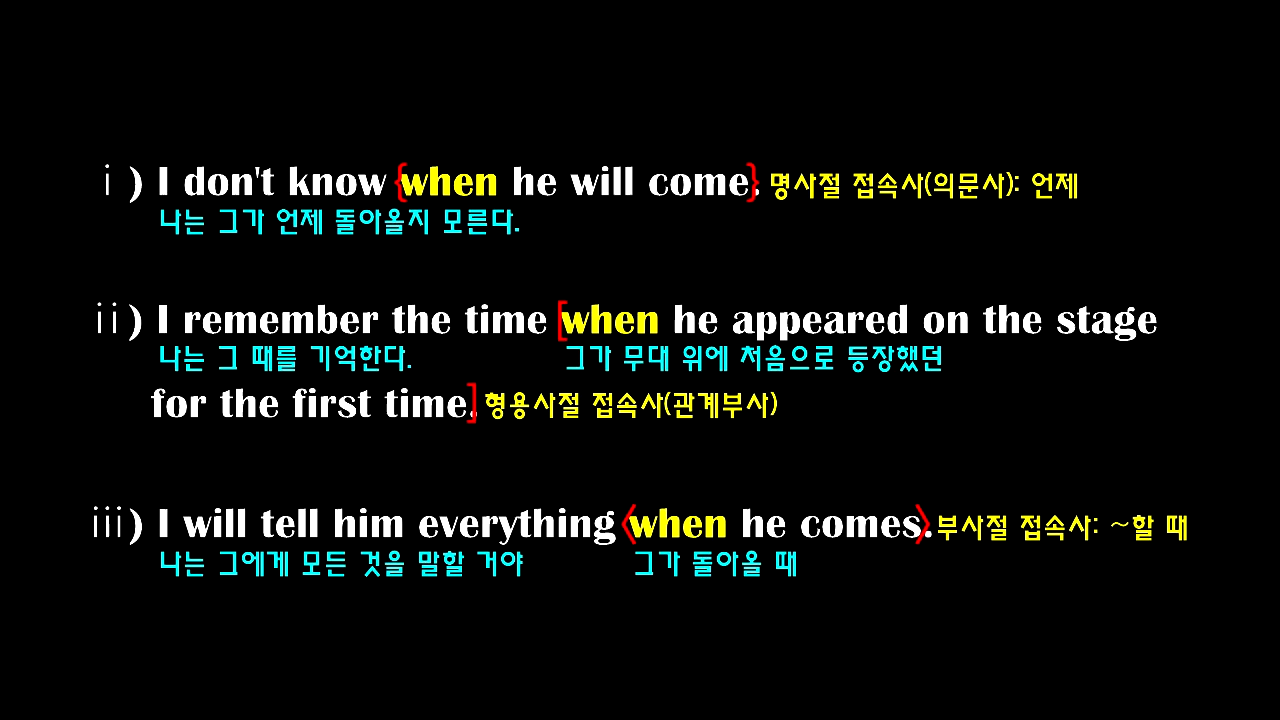 i) I don't know {when he will come}. 명사절 접속사(의문사): 언제
나는 그가 언제 돌아올지 모른다.
ii) I remember the time [when he appeared on the stage
나는 그 때를 기억한다. 그가 무대 위에 처음으로 등장했던
for the first time.] 형용사절 접속사(관계부사)
iii) I will tell him everything 〈when he comes〉. 부사절 접속사: ~할 때
나는 그에게 모든 것을 말할 거야 그가 돌아올 때